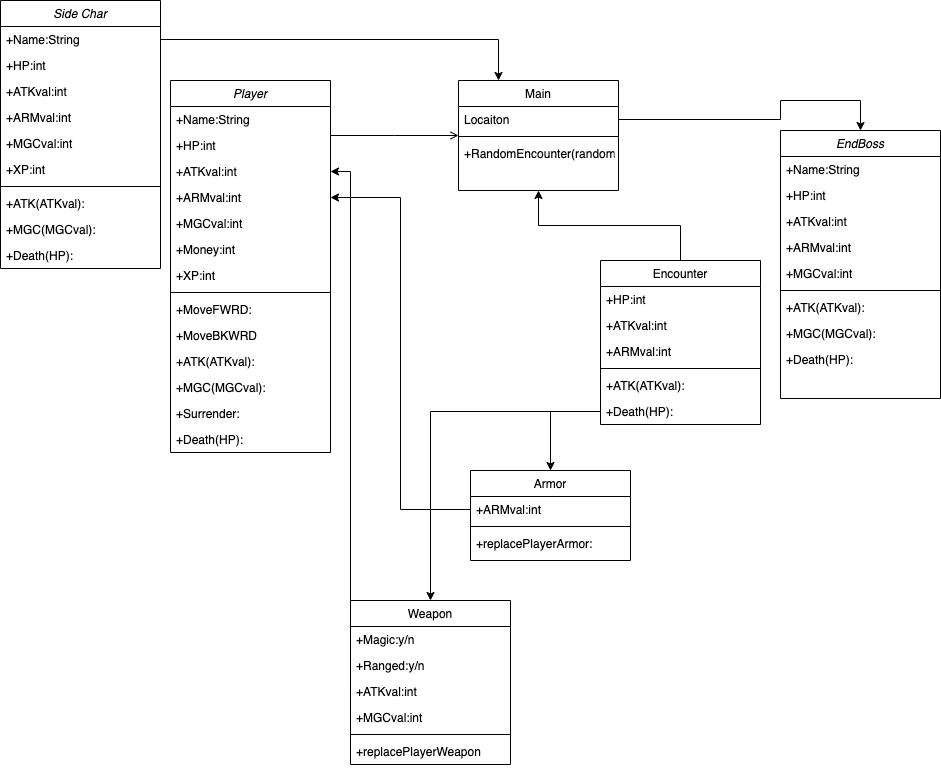 Side Char
+Name:String
+HP:int
+ATKval:int
+ARMval:int
+MGCval:int
+XP:int
+ATK(ATKval):
+MGC(MGCval):
+Death(HP):
Player
+Name:String
+HP:int
+ATKval:int
+ARMval:int
+MGCval:int
+Money:int
+XP:int
+MoveFWRD:
+MoveBKWRD
+ATK(ATKval):
+MGC(MGCval):
+Surrender:
+Death(HP):
Main
Locaiton
+RandomEncounter(random
EndBoss
+Name:String
+HP:int
+ATKval:int
+ARMval:int
+MGCval:int
+ATK(ATKval):
+MGC(MGCval):
+Death(HP):
Encounter
+HP:int
+ATKval:int
+ARMval:int
+ATK(ATKval):
+Death(HP):
Armor
+ARMval:int
+replacePlayerArmor:
Weapon
+Magic:y/n
+Ranged:y/n
+ATKval:int
+MGCval:int
+replacePlayerWeapon